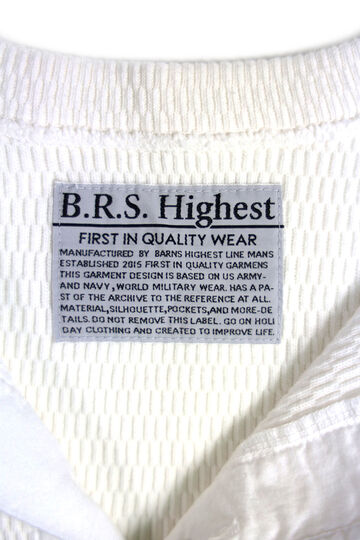 B.R.S. Highest
FIRST IN QUALITY WEAR
MANUFACTURED BY BARNS HIGHEST LINE MANS
ESTABLISHED 2015 FIRST IN QUALITY GARMENS
THIS GARMENT DESIGN IS BASED ON US ARMY-
AND NAVY, WORLD MILITARY WEAR. HAS A PA-
ST OF THE ARCHIVE TO THE REFERENCE AT ALL.
MATERIAL,SILHOUETTE,POCKETS,AND MORE-DE
TAILS. DO NOT REMOVE THIS LABEL. GO ON HOLI
DAY CLOTHING AND CREATED TO IMPROVE LIFE.